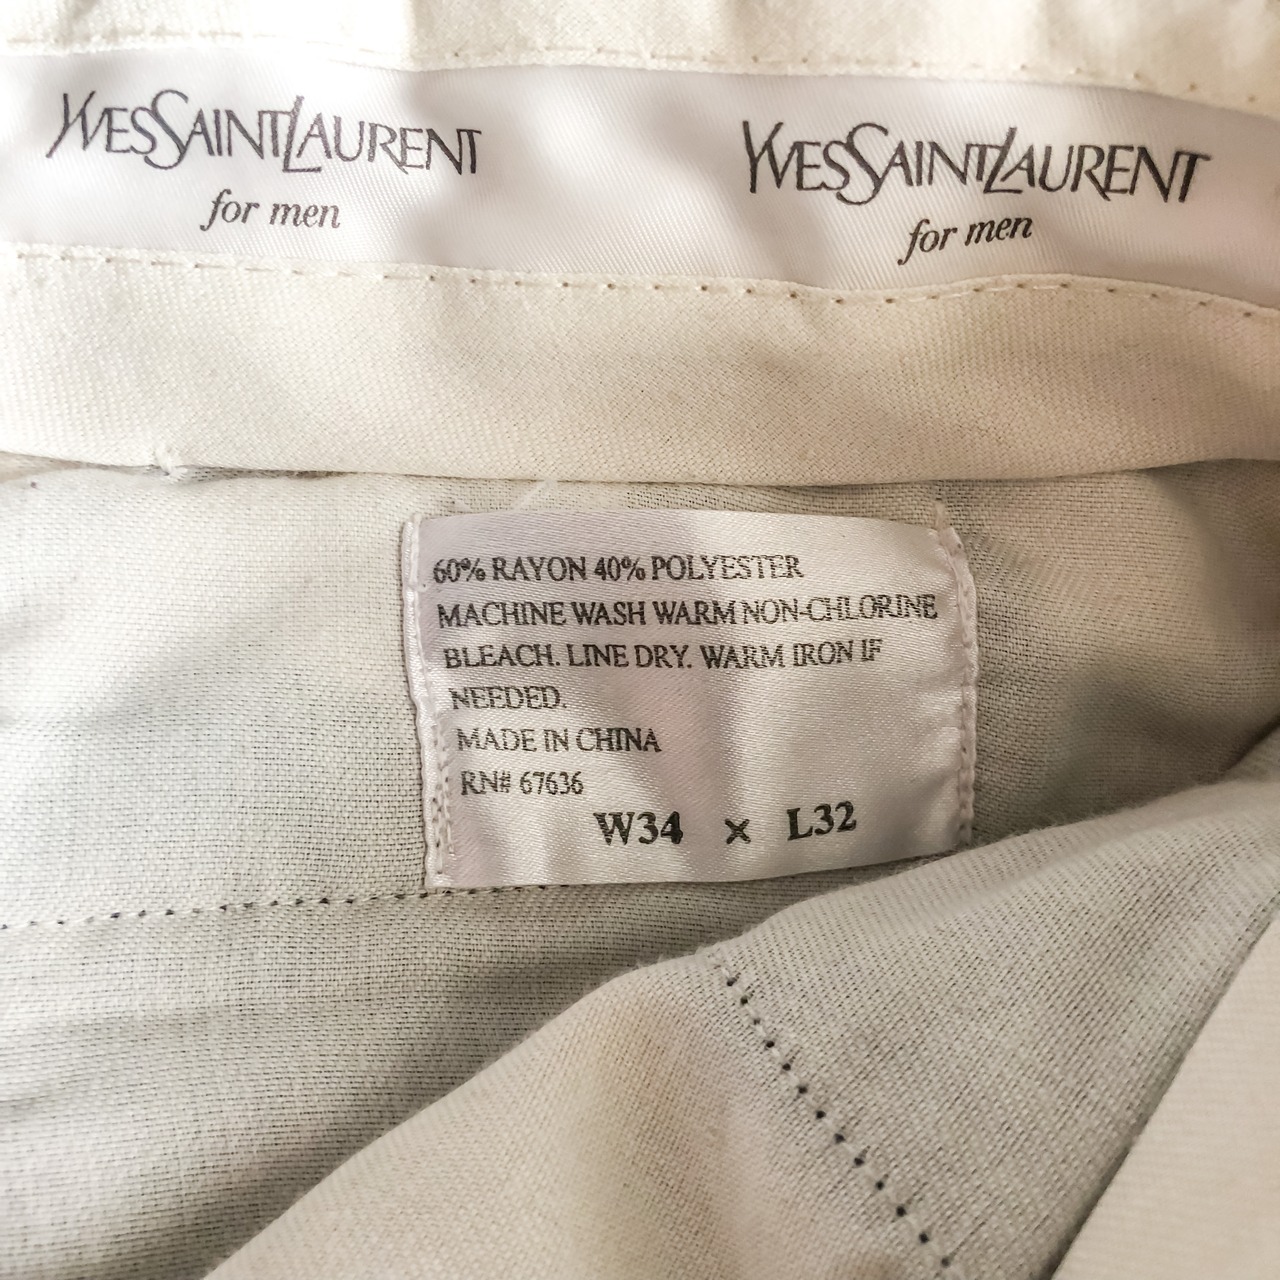 YVESSAINTLAURENT
for men
YVESSAINTLAURENT
for men
60% RAYON 40% POLYESTER
MACHINE WASH WARM NON-CHLORINE
BLEACH. LINE DRY. WARM IRON IF
NEEDED.
MADE IN CHINA
RN# 67636
W34 x L32